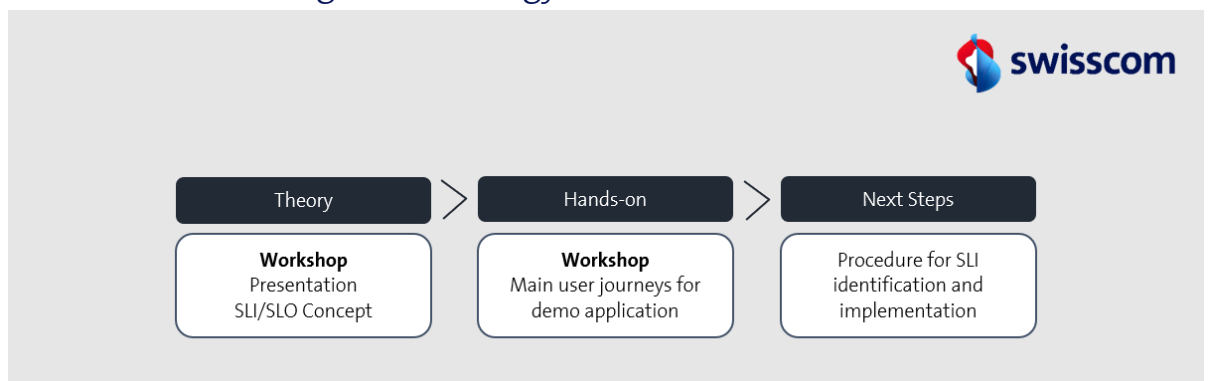 swisscom
Theory
Hands-on
Next Steps
Workshop
Presentation
SLI/SLO Concept
Workshop
Main user journeys for
demo application
Procedure for SLI
identification and
implementation